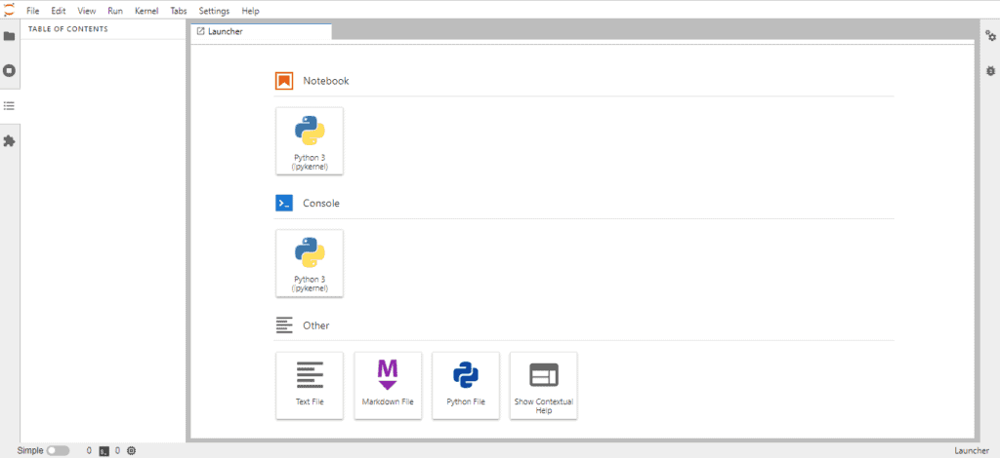 File Edit View Run Kernel Tabs Settings Help
TABLE OF CONTENTS
Launcher
Notebook
Python 3
(ipykernel)
Console
Python 3
(ipykernel)
Other
M
Text File
Markdown File
Python File
Show Contextual
Help
Simple 0 0
Launcher